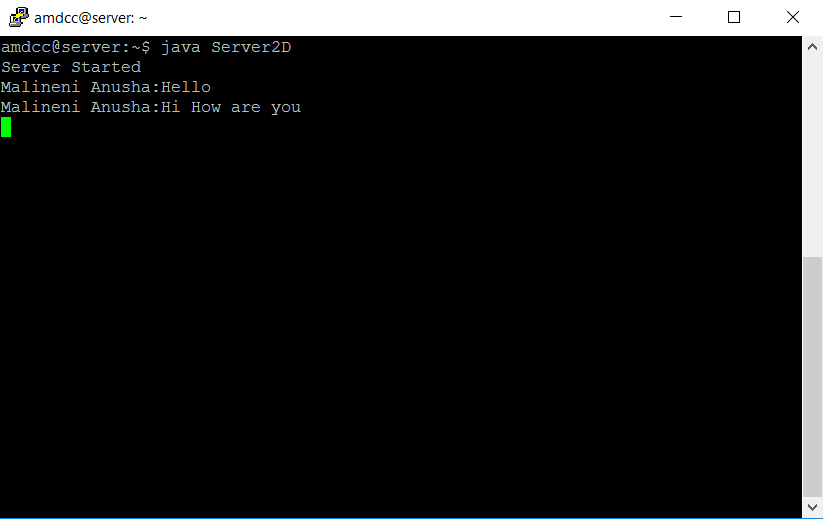 amdcc@server: ~
amdcc@server:~$ java Server2D
Server Started
Malineni Anusha:Hello
Malineni Anusha:Hi How are you